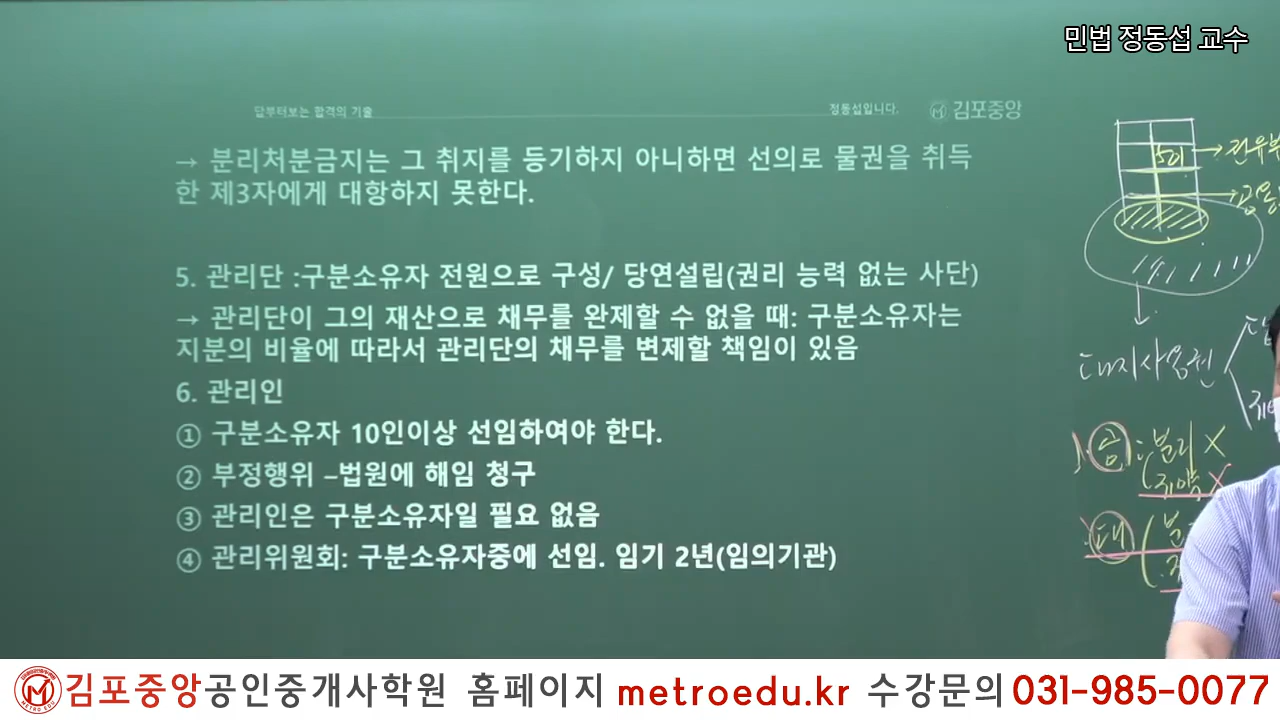 민법 정동섭 교수
답부터보는 합격의 기술
정동섭입니다.
김포중앙
→ 분리처분금지는 그 취지를 등기하지 아니하면 선의로 물권을 취득
한 제3자에게 대항하지 못한다.
5. 관리단 :구분소유자 전원으로 구성/ 당연설립(권리 능력 없는 사단)
→ 관리단이 그의 재산으로 채무를 완제할 수 없을 때: 구분소유자는
지분의 비율에 따라서 관리단의 채무를 변제할 책임이 있음
6. 관리인
① 구분소유자 10인이상 선임하여야 한다.
② 부정행위 –법원에 해임 청구
③ 관리인은 구분소유자일 필요 없음
④ 관리위원회: 구분소유자중에 선임. 임기 2년(임의기관)
대지사용권
공 : 분리 X
대
METRO EDU
김포중앙공인중개사학원 홈페이지 metroedu.kr 수강문의 031-985-0077